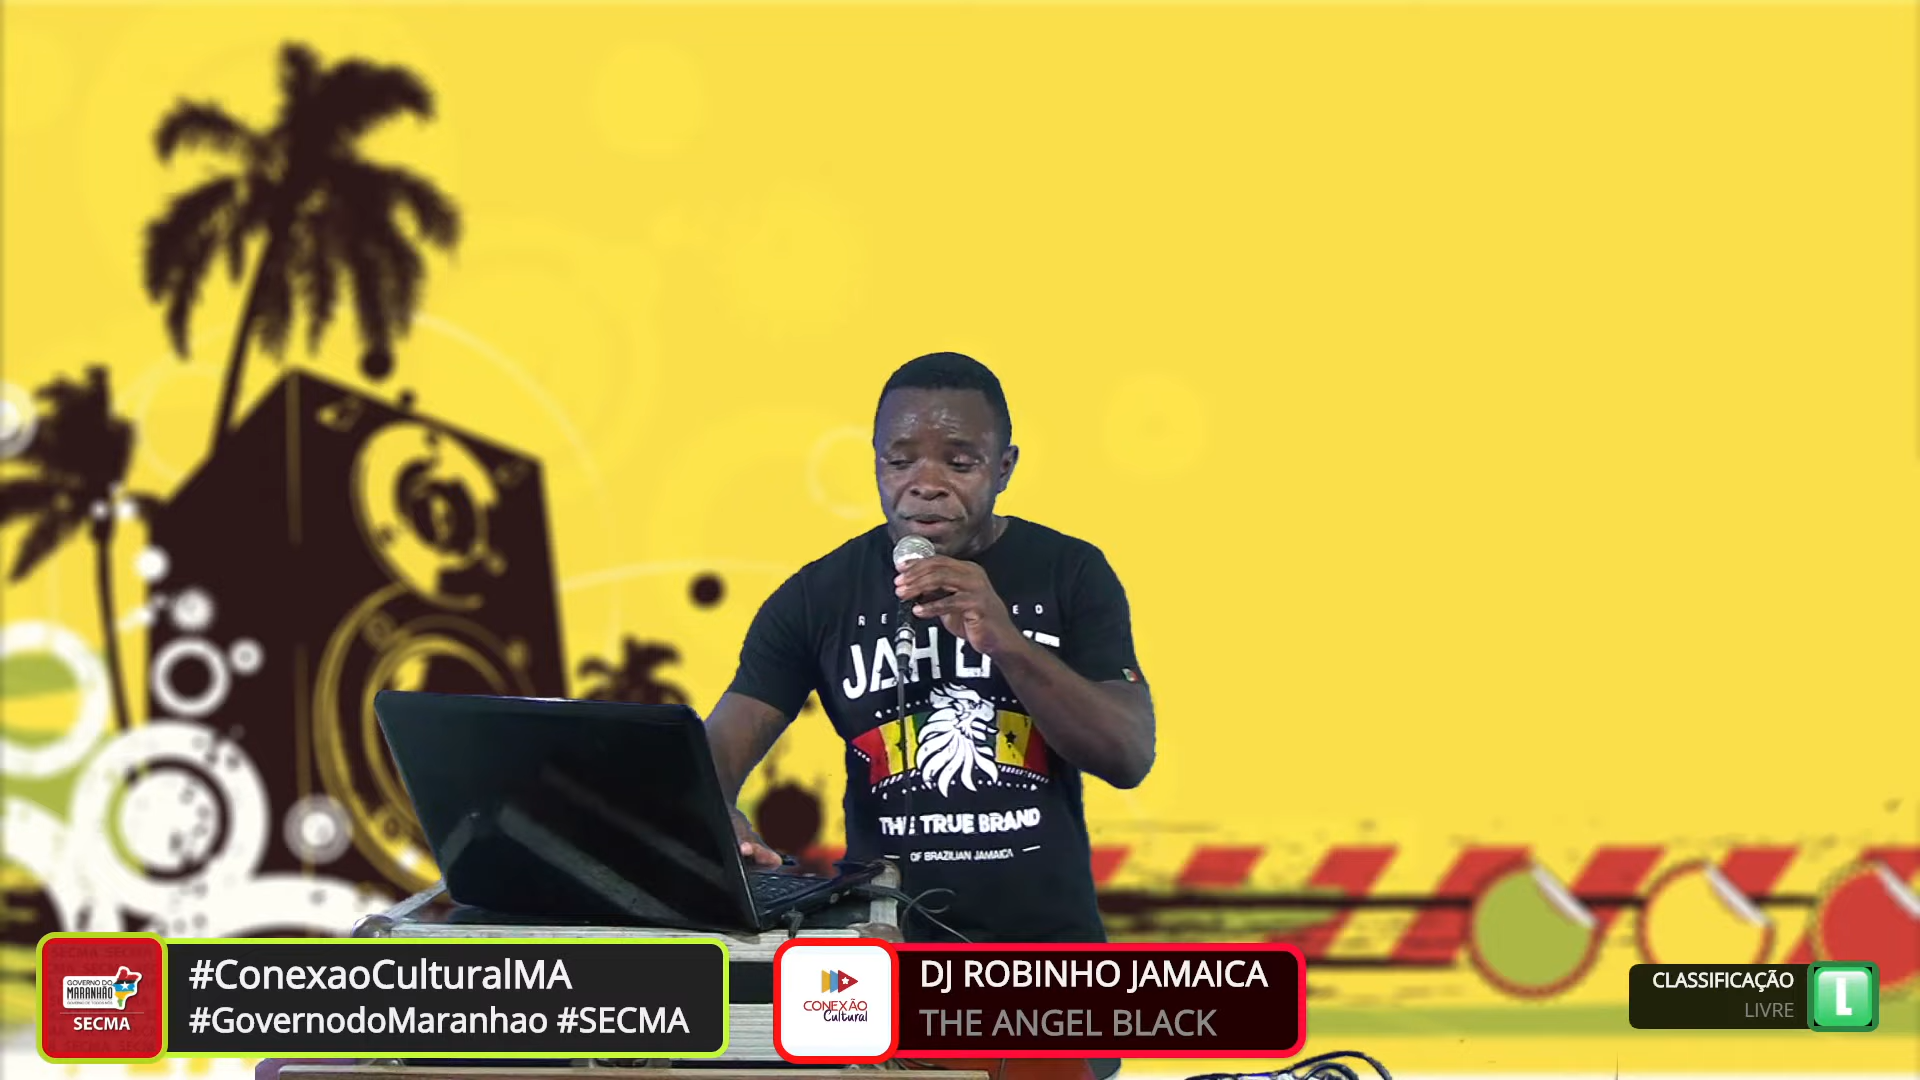 JAH
THE TRUE BRAND
OF BRAZILIAN JAMAICA
GOVERNO DO
MARANHÃO
SECMA
#ConexaoCulturalMA
#GovernodoMaranhao #SECMA
CONEXÃO
Cultural
DJ ROBINHO JAMAICA
THE ANGEL BLACK
CLASSIFICAÇÃO
LIVRE
L